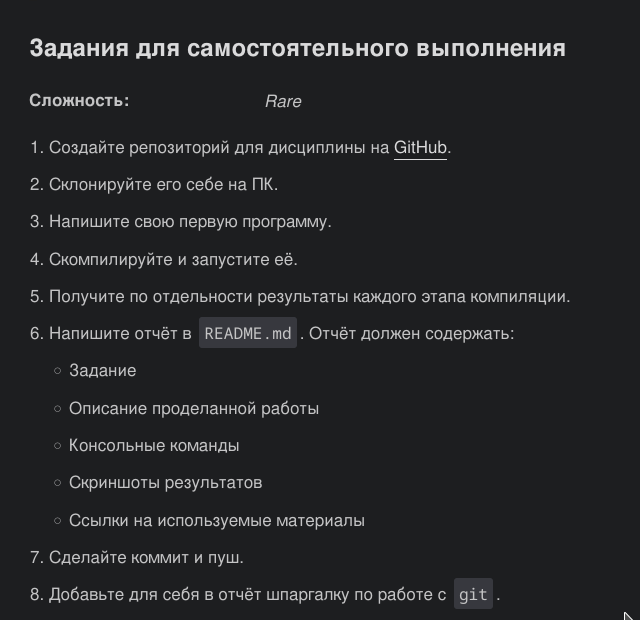 Задания для самостоятельного выполнения
Сложность: Rare
1. Создайте репозиторий для дисциплины на GitHub.
2. Склонируйте его себе на ПК.
3. Напишите свою первую программу.
4. Скомпилируйте и запустите её.
5. Получите по отдельности результаты каждого этапа компиляции.
6. Напишите отчёт в README.md. Отчёт должен содержать:
○ Задание
○ Описание проделанной работы
○ Консольные команды
○ Скриншоты результатов
○ Ссылки на используемые материалы
7. Сделайте коммит и пуш.
8. Добавьте для себя в отчёт шпаргалку по работе с git.